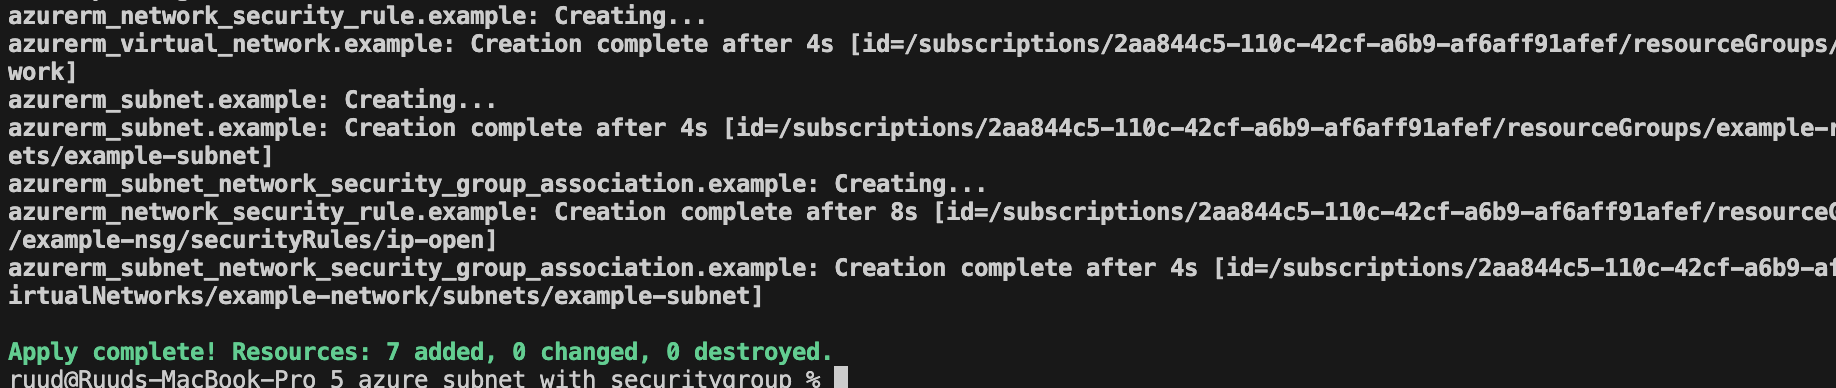 azurerm_network_security_rule.example: Creating...
azurerm_virtual_network.example: Creation complete after 4s [id=/subscriptions/2aa844c5-110c-42cf-a6b9-af6aff91afef/resourceGroups/
work]
azurerm_subnet.example: Creating...
azurerm_subnet.example: Creation complete after 4s [id=/subscriptions/2aa844c5-110c-42cf-a6b9-af6aff91afef/resourceGroups/example-r
ets/example-subnet]
azurerm_subnet_network_security_group_association.example: Creating...
azurerm_network_security_rule.example: Creation complete after 8s [id=/subscriptions/2aa844c5-110c-42cf-a6b9-af6aff91afef/resourceG
/example-nsg/securityRules/ip-open]
azurerm_subnet_network_security_group_association.example: Creation complete after 4s [id=/subscriptions/2aa844c5-110c-42cf-a6b9-af
irtualNetworks/example-network/subnets/example-subnet]
Apply complete! Resources: 7 added, 0 changed, 0 destroyed.
ruud@Ruuds-MacBook-Pro 5 azure subnet with securitygroup %